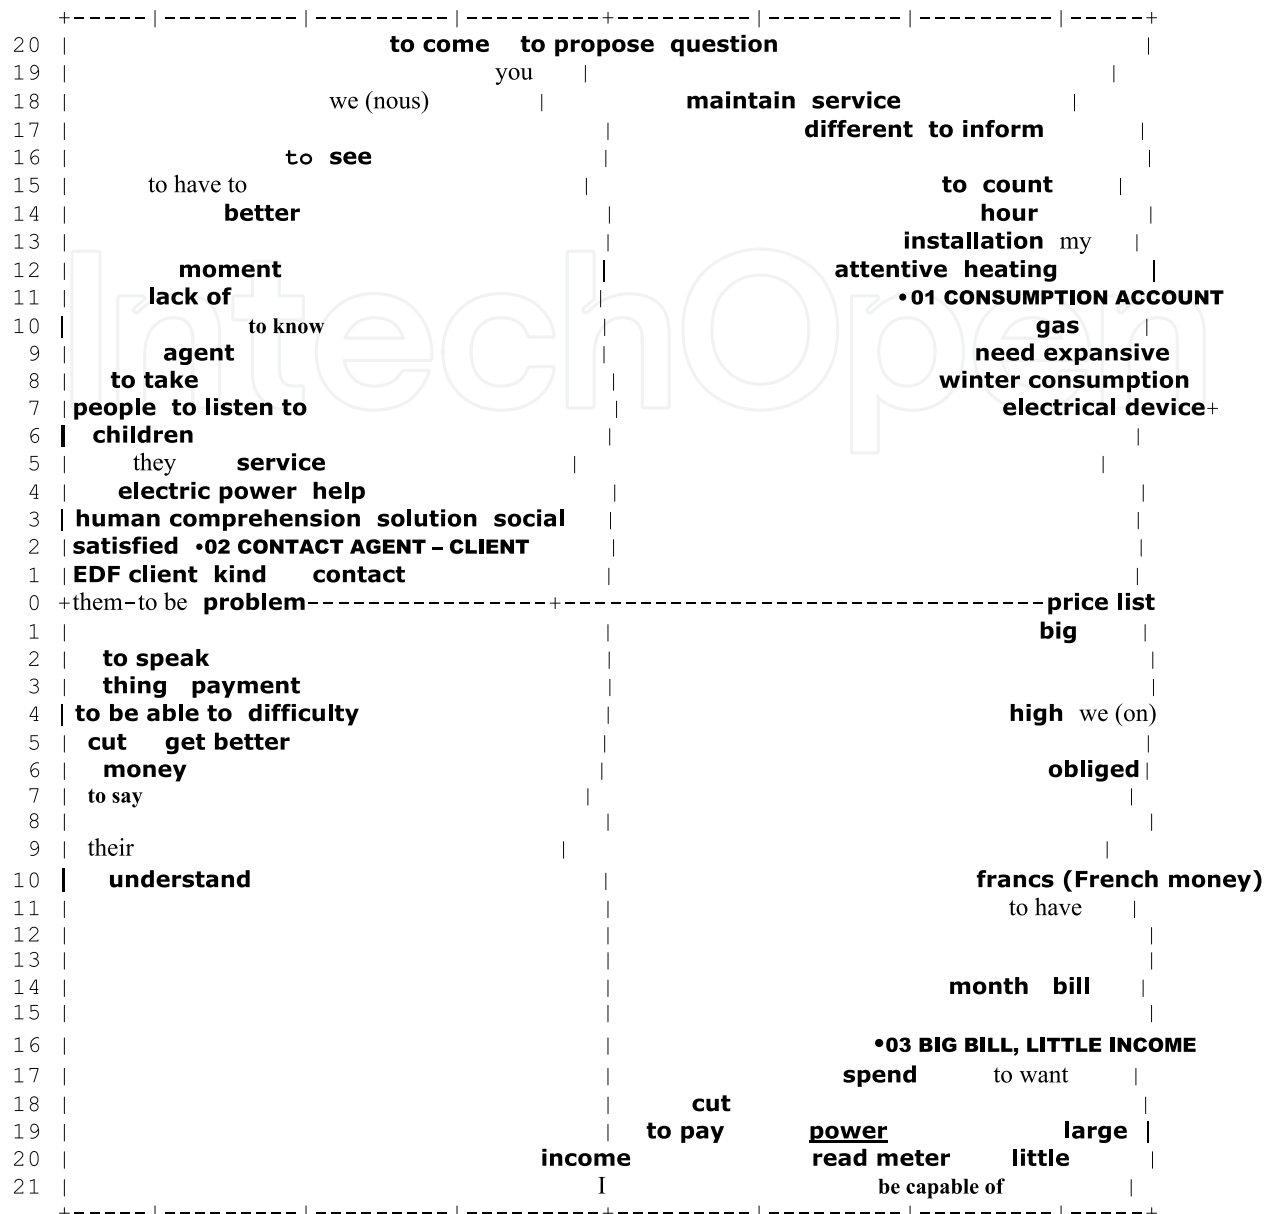 +-----|---------|---------|---------+---------|---------|---------|-----+
20 | to come to propose question |
19 | you | |
18 | we (nous) | maintain service |
17 | | different to inform |
16 | to see | |
15 | to have to | to count |
14 | better | hour |
13 | | installation my |
12 | moment | attentive heating |
11 | lack of | •01 CONSUMPTION ACCOUNT
10 | to know | gas |
9 | agent | need expansive
8 | to take | winter consumption
7 | people to listen to | electrical device+
6 | children | |
5 | they service | |
4 | electric power help | |
3 | human comprehension solution social | |
2 | satisfied •02 CONTACT AGENT – CLIENT | |
1 | EDF client kind contact | |
0 +them-to be problem----------------+--------------------------------price list
1 | | big |
2 | to speak | |
3 | thing payment | |
4 | to be able to difficulty | high we (on)
5 | cut get better | |
6 | money | obliged |
7 | to say | |
8 | | |
9 | their | |
10 | understand | francs (French money)
11 | | to have |
12 | | |
13 | | |
14 | | month bill |
15 | | |
16 | | •03 BIG BILL, LITTLE INCOME
17 | | spend to want |
18 | | cut |
19 | | to pay power large |
20 | income read meter little |
21 | I be capable of |
+-----|---------|---------|---------+---------|---------|---------|-----+
IntechOpen